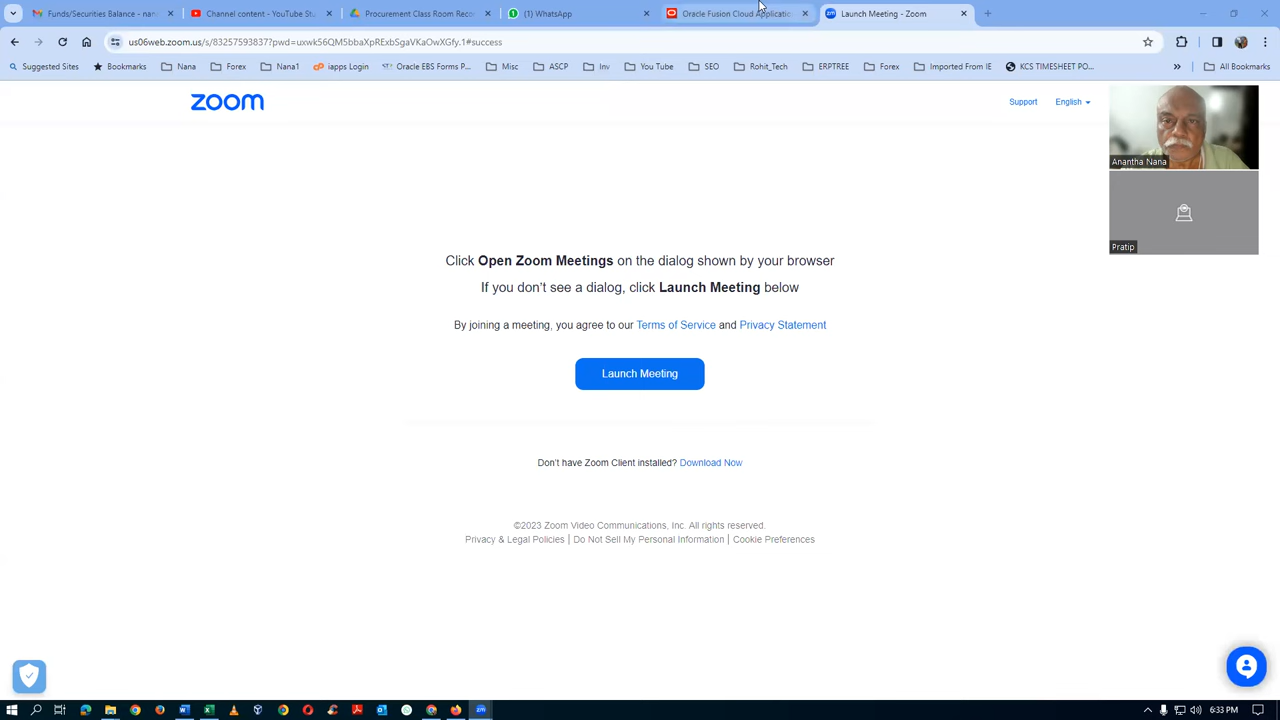 Funds/Securities Balance - nan
Channel content - YouTube Stu
Procurement Class Room Reco
(1) WhatsApp
Oracle Fusion Cloud Application
Launch Meeting - Zoom
us06web.zoom.us/s/83257593837?pwd=uxwk56QM5bbaXpRExbSgaVKaOwXGfy.1#success
Suggested Sites
Bookmarks
Nana
Forex
Nana1
iapps Login
Oracle EBS Forms P...
Misc
ASCP
Inv
You Tube
SEO
Rohit_Tech
ERPTREE
Forex
Imported From IE
KCS TIMESHEET PO...
»
All Bookmarks
zoom
Support
English
Anantha Nana
Pratip
Click Open Zoom Meetings on the dialog shown by your browser
If you don't see a dialog, click Launch Meeting below
By joining a meeting, you agree to our Terms of Service and Privacy Statement
Launch Meeting
Don't have Zoom Client installed? Download Now
©2023 Zoom Video Communications, Inc. All rights reserved.
Privacy & Legal Policies | Do Not Sell My Personal Information | Cookie Preferences
6:33 PM